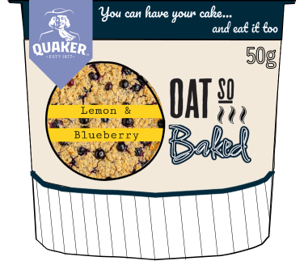 You can have your cake...
and eat it too
QUAKER
EST 1877
50g
OAT SO
Baked
Lemon &
Blueberry